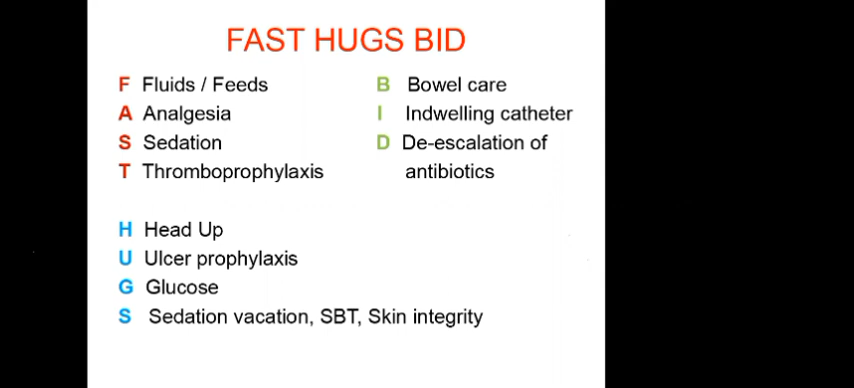 FAST HUGS BID
F Fluids / Feeds
A Analgesia
S Sedation
T Thromboprophylaxis
B Bowel care
I Indwelling catheter
D De-escalation of
antibiotics
H Head Up
U Ulcer prophylaxis
G Glucose
S Sedation vacation, SBT, Skin integrity